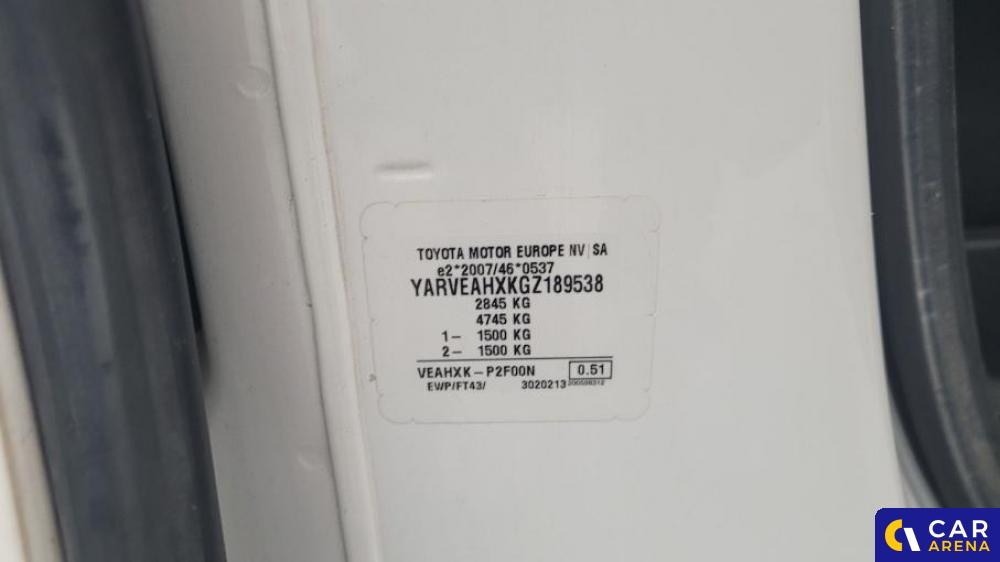 TOYOTA MOTOR EUROPE NV SA
e2*2007/46*0537
YARVEAHXKGZ189538
2845 KG
4745 KG
1– 1500 KG
2– 1500 KG
VEAHXK–P2F00N 0.51
EWP/FT43/ 3020213
CAR
ARENA